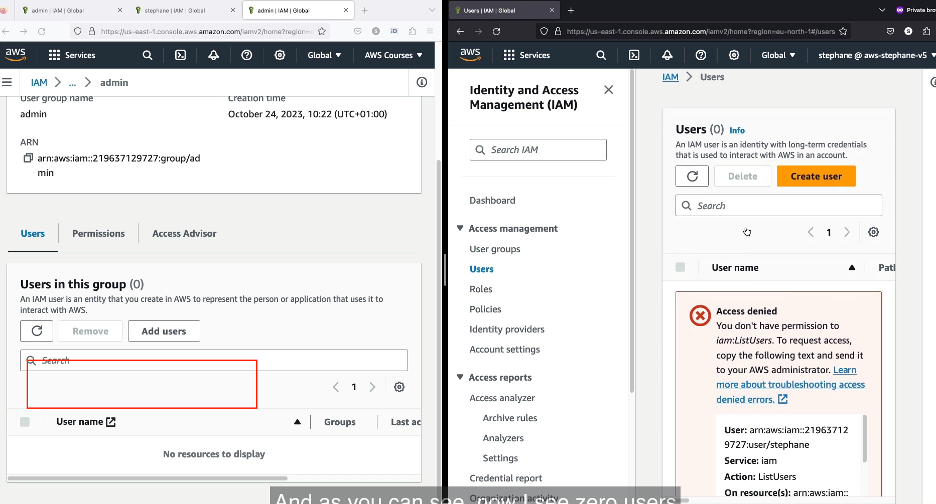 admin | IAM | Global
stephane | IAM | Global
admin | IAM | Global
https://us-east-1.console.aws.amazon.com/iamv2/home?region=
aws
Services
Global
AWS Courses
IAM > ... > admin
User group name
admin
Creation time
October 24, 2023, 10:22 (UTC+01:00)
ARN
arn:aws:iam::219637129727:group/ad
min
Users
Permissions
Access Advisor
Users in this group (0)
An IAM user is an entity that you create in AWS to represent the person or application that uses it to
interact with AWS.
Remove
Add users
Search
1
User name
Groups
Last ac
No resources to display
Users | IAM | Global
Private bro
https://us-east-1.console.aws.amazon.com/iamv2/home?region=eu-north-1#/users
aws
Services
Global
stephane @ aws-stephane-v5
Identity and Access
Management (IAM)
Search IAM
Dashboard
Access management
User groups
Users
Roles
Policies
Identity providers
Account settings
Access reports
Access analyzer
Archive rules
Analyzers
Settings
Credential report
Organization activity
IAM > Users
Users (0) Info
An IAM user is an identity with long-term credentials
that is used to interact with AWS in an account.
Delete
Create user
Search
1
User name
Path
Access denied
You don't have permission to
iam:ListUsers. To request access,
copy the following text and send it
to your AWS administrator. Learn
more about troubleshooting access
denied errors.
User: arn:aws:iam::21963712
9727:user/stephane
Service: iam
Action: ListUsers
On resource(s): arn:aws:iam::
And as you can see, now I see zero users